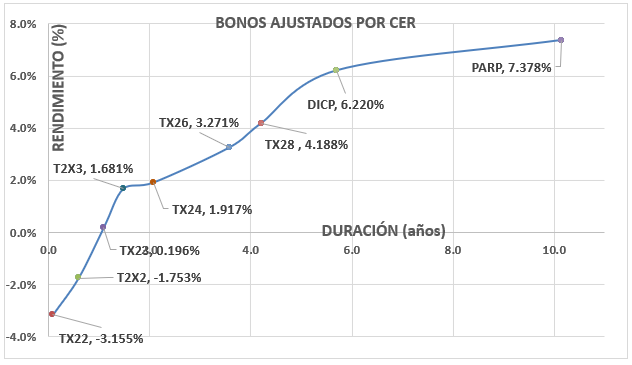 BONOS AJUSTADOS POR CER
RENDIMIENTO (%)
8.0%
6.0%
4.0%
2.0%
0.0%
-2.0%
-4.0%
PARP, 7.378%
DICP, 6.220%
TX26, 3.271%
TX28 , 4.188%
T2X3, 1.681%
TX24, 1.917%
TX23, 0.196%
T2X2, -1.753%
TX22, -3.155%
DURACIÓN (años)
0.0 2.0 4.0 6.0 8.0 10.0